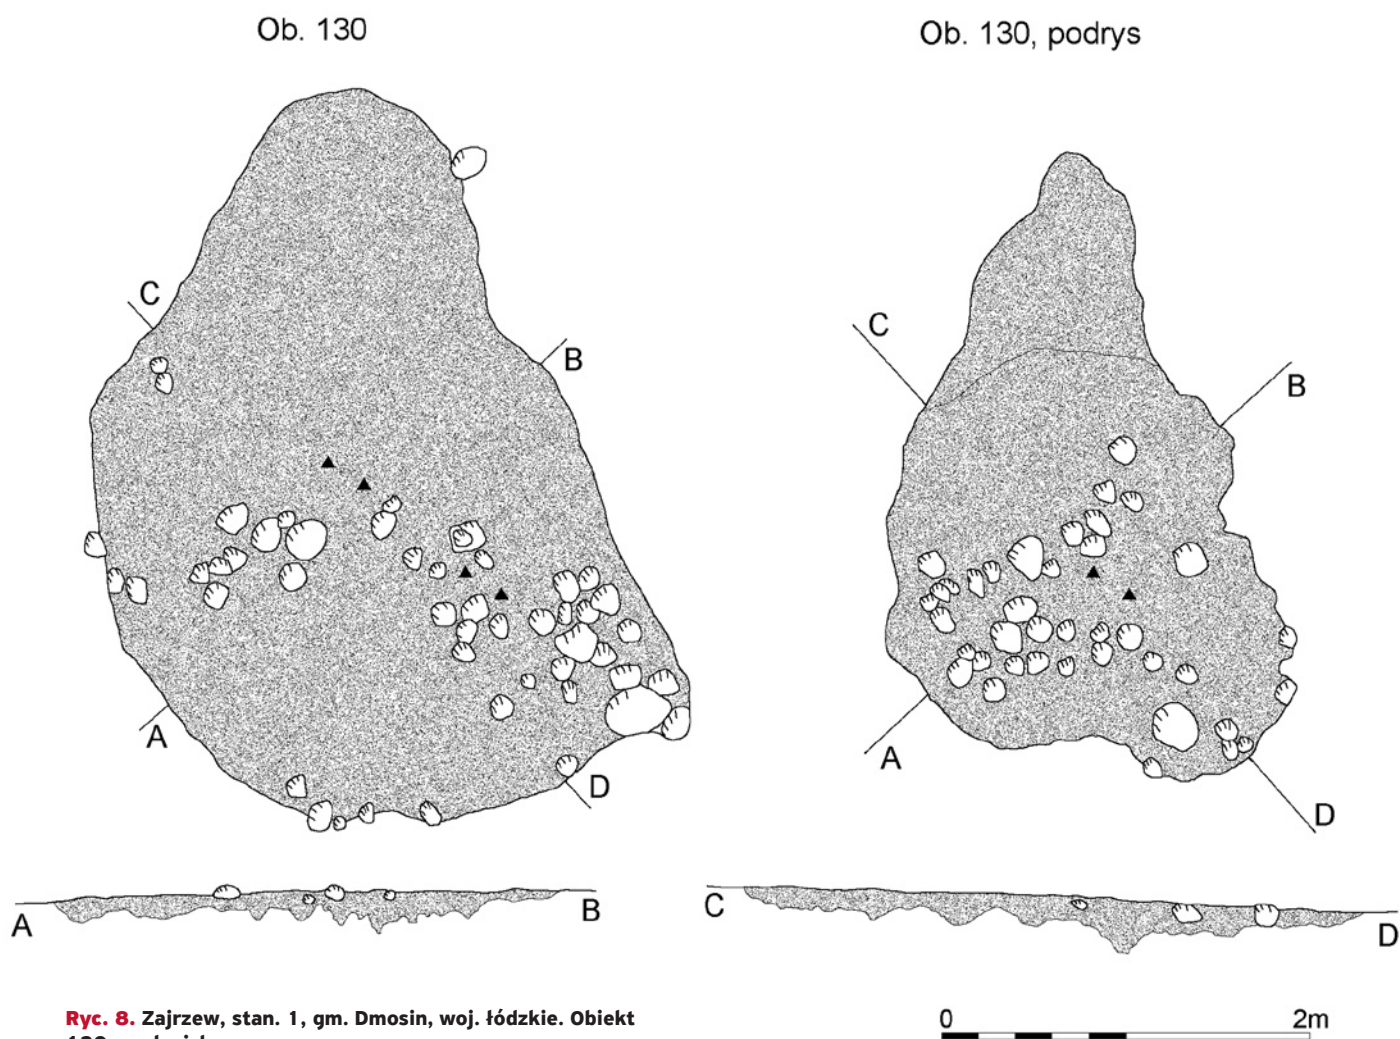 Ob. 130
Ob. 130, podrys
C
B
A
D
C
B
A
D
A
B
C
D
Ryc. 8. Zajrzew, stan. 1, gm. Dmosin, woj. łódzkie. Obiekt
0
2m